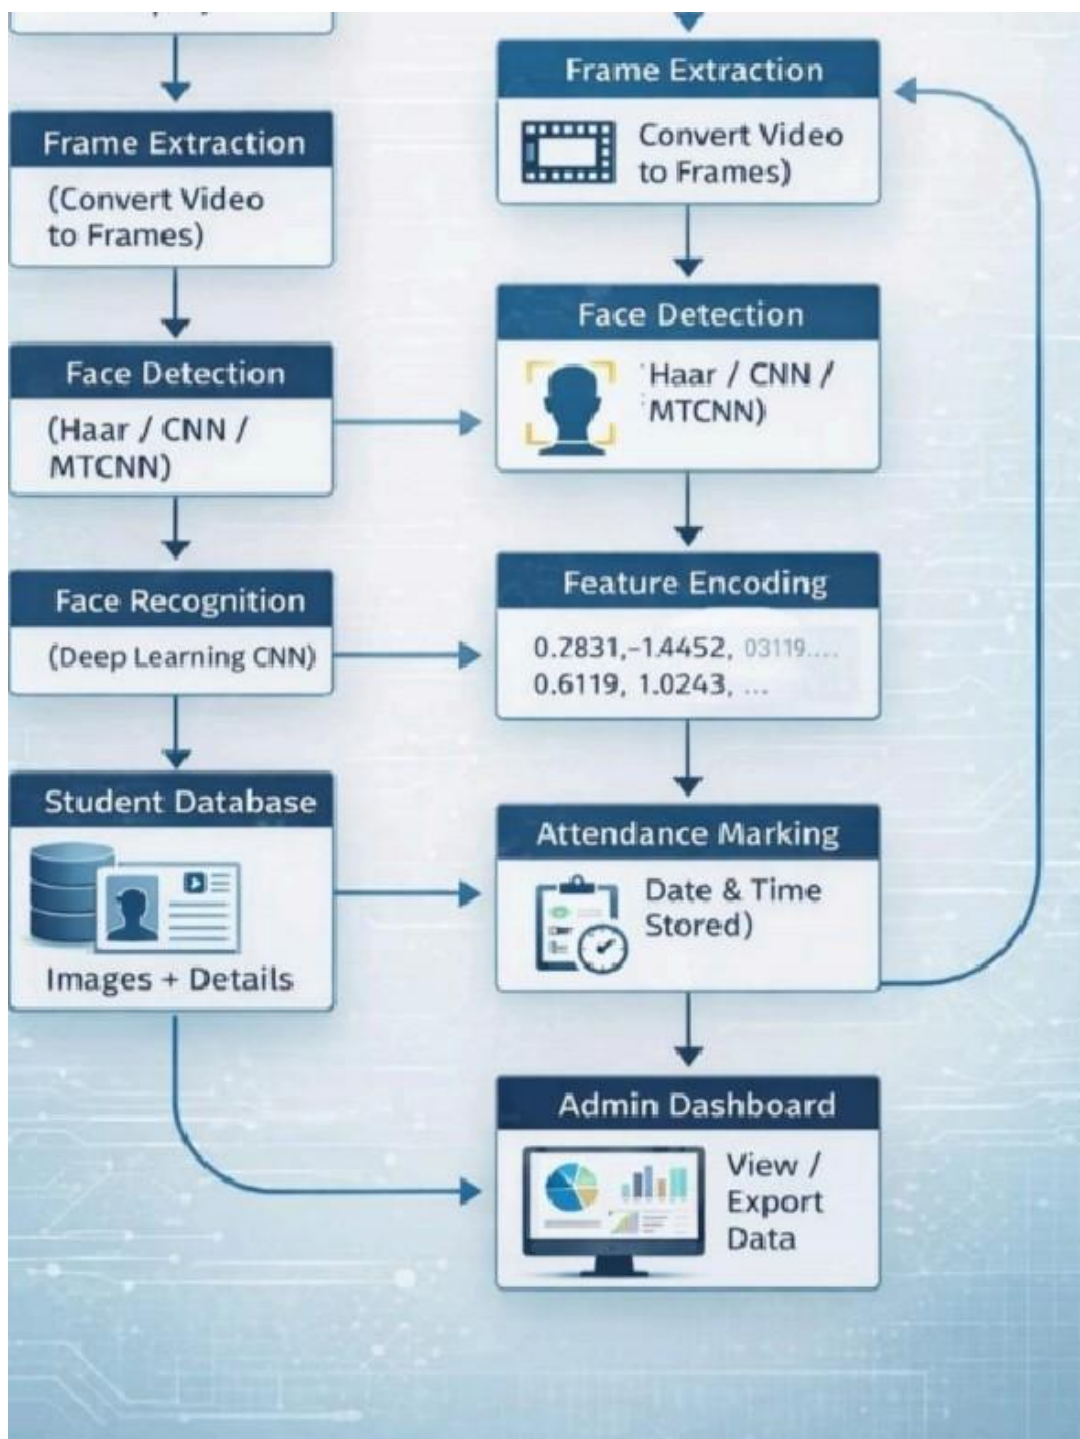 Frame Extraction
(Convert Video
to Frames)
Face Detection
(Haar / CNN /
MTCNN)
Face Recognition
(Deep Learning CNN)
Student Database
Images + Details
Frame Extraction
Convert Video
to Frames)
Face Detection
Haar / CNN /
MTCNN)
Feature Encoding
0.2831,-1.4452, 03119....
0.6119, 1.0243, ...
Attendance Marking
Date & Time
Stored)
Admin Dashboard
View /
Export
Data